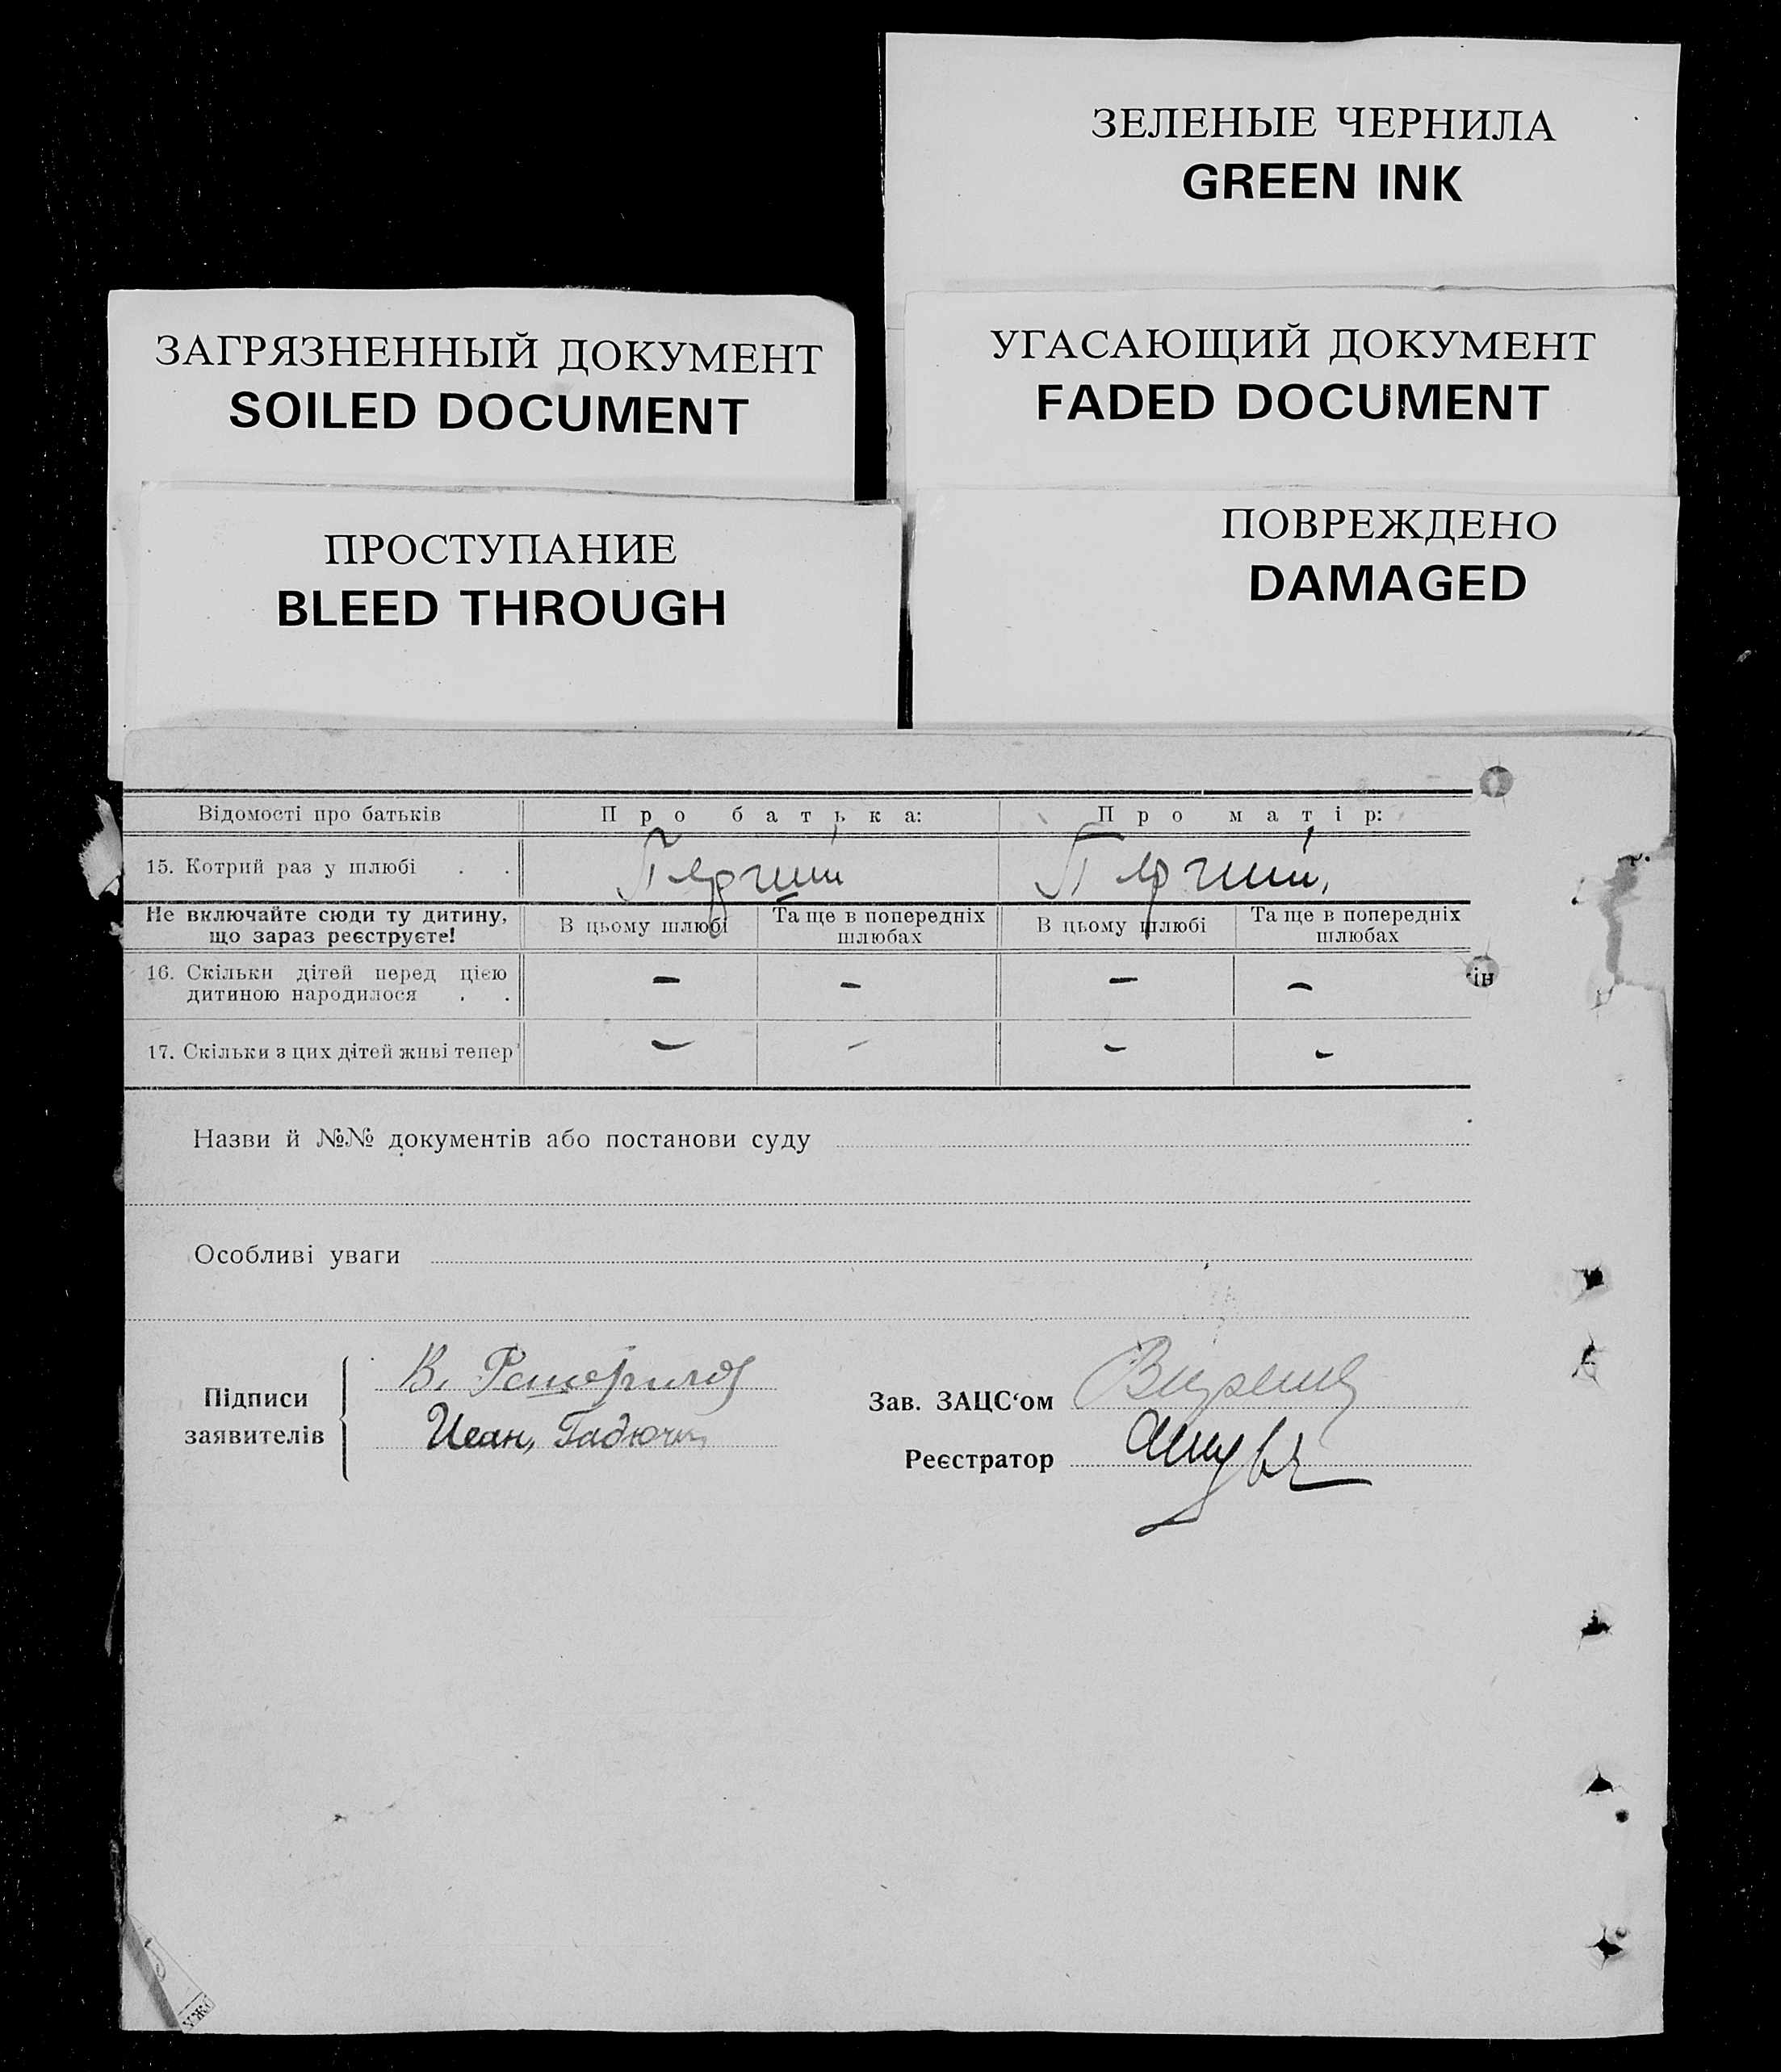 ЗЕЛЕНЫЕ ЧЕРНИЛА
GREEN INK
ЗАГРЯЗНЕННЫЙ ДОКУМЕНТ
SOILED DOCUMENT
УГАСАЮЩИЙ ДОКУМЕНТ
FADED DOCUMENT
ПРОСТУПАНИЕ
BLEED THROUGH
ПОВРЕЖДЕНО
DAMAGED
Відомості про батьків Про батька: Про матір:
15. Котрий раз у шлюбі . . Перший Перший,
Не включайте сюди ту дитину, що зараз реєструєте!
В цьому шлюбі Та ще в попередніх шлюбах В цьому шлюбі Та ще в попередніх шлюбах
16. Скільки дітей перед цією
дитиною народилося . . — — — —
17. Скільки з цих дітей живі тепер — — — —
ін
Назви й №№ документів або постанови суду
Особливі уваги
Підписи
заявителів
В.
Зав. ЗАЦС‘ом
Реєстратор